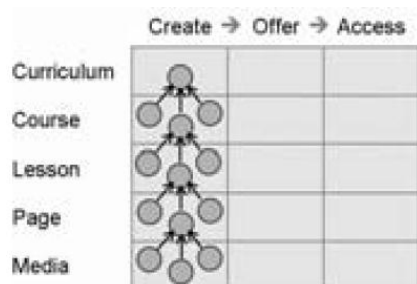 Create → Offer → Access
Curriculum
Course
Lesson
Page
Media